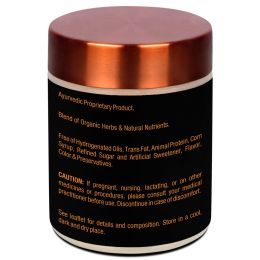 Ayurvedic Proprietary Product.
Blend of Organic Herbs & Natural Nutrients.
Free of Hydrogenated Oils, Trans Fat, Animal Protein, Corn
Syrup, Refined Sugar and Artificial Sweetener, Flavor,
Color & Preservatives.
CAUTION: If pregnant, nursing, lactating, or on other
medicines or procedures, please consult your medical
practitioner before use. Discontinue in case of discomfort.
See leaflet for details and composition. Store in a cool,
dark and dry place.